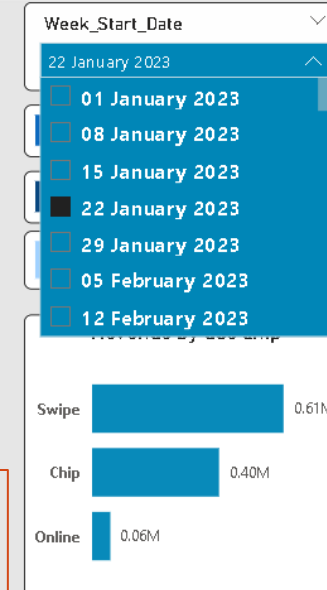 Week_Start_Date
22 January 2023
01 January 2023
08 January 2023
15 January 2023
22 January 2023
29 January 2023
05 February 2023
12 February 2023
Swipe 0.61M
Chip 0.40M
Online 0.06M